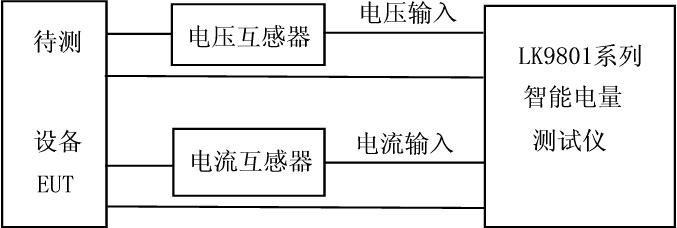 待测
设备
EUT
电压互感器
电压输入
电流互感器
电流输入
LK9801系列
智能电量
测试仪